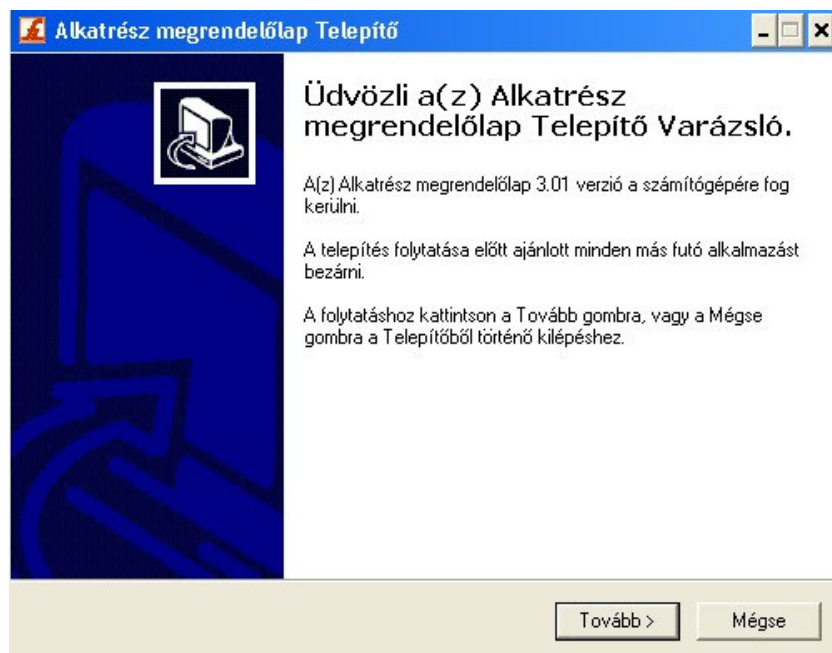 Alkatrész megrendelőlap Telepítő
Üdvözli a(z) Alkatrész
megrendelőlap Telepítő Varázsló.
A(z) Alkatrész megrendelőlap 3.01 verzió a számítógépére fog
kerülni.
A telepítés folytatása előtt ajánlott minden más futó alkalmazást
bezárni.
A folytatáshoz kattintson a Tovább gombra, vagy a Mégse
gombra a Telepítőből történő kilépéshez.
Tovább >
Mégse